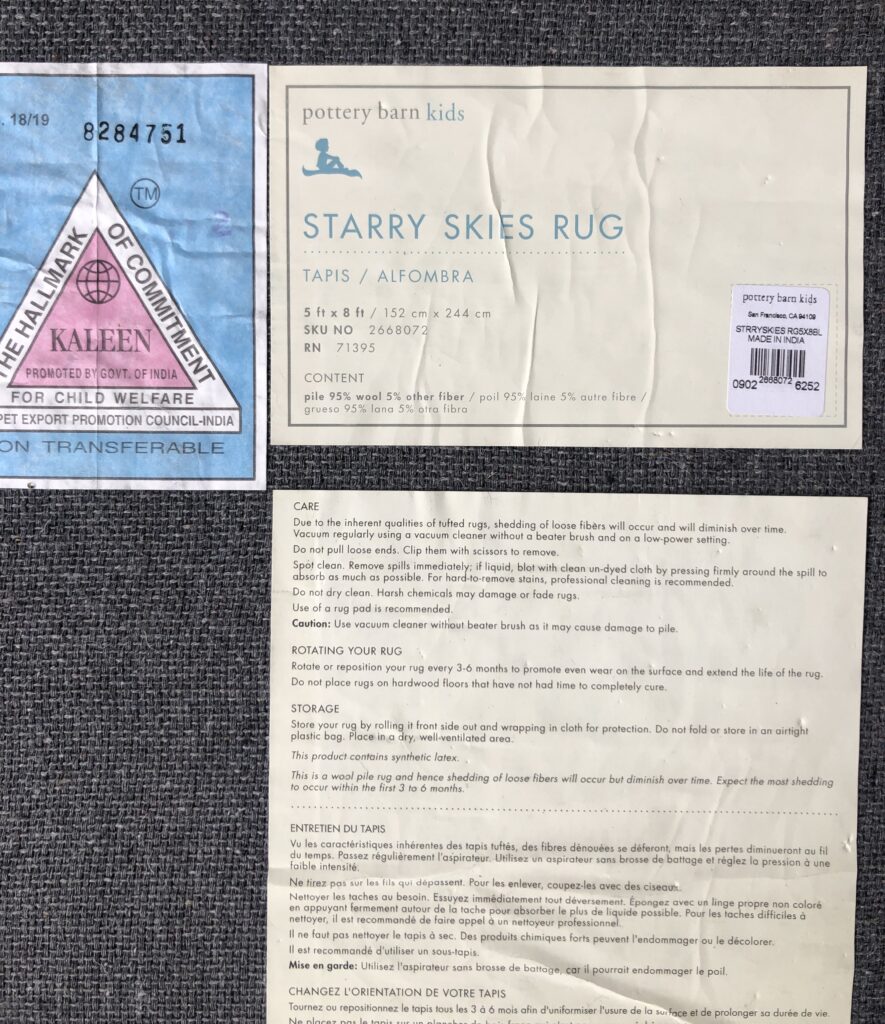 . 18/19
8284751
TM
THE HALLMARK
OF COMMITMENT
KALEEN
PROMOTED BY GOVT. OF INDIA
FOR CHILD WELFARE
PET EXPORT PROMOTION COUNCIL-INDIA
ON TRANSFERABLE
pottery barn kids
STARRY SKIES RUG
TAPIS / ALFOMBRA
5 ft x 8 ft / 152 cm x 244 cm
SKU NO 2668072
RN 71395
CONTENT
pile 95% wool 5% other fiber / poil 95% laine 5% autre fibre /
grueso 95% lana 5% otra fibra
pottery barn kids
San Francisco, CA 94109
STRRYSKIES RG5X8BL
MADE IN INDIA
0902 2668072 6252
CARE
Due to the inherent qualities of tufted rugs, shedding of loose fibers will occur and will diminish over time.
Vacuum regularly using a vacuum cleaner without a beater brush and on a low-power setting.
Do not pull loose ends. Clip them with scissors to remove.
Spot clean. Remove spills immediately; if liquid, blot with clean un-dyed cloth by pressing firmly around the spill to
absorb as much as possible. For hard-to-remove stains, professional cleaning is recommended.
Do not dry clean. Harsh chemicals may damage or fade rugs.
Use of a rug pad is recommended.
Caution: Use vacuum cleaner without beater brush as it may cause damage to pile.
ROTATING YOUR RUG
Rotate or reposition your rug every 3-6 months to promote even wear on the surface and extend the life of the rug.
Do not place rugs on hardwood floors that have not had time to completely cure.
STORAGE
Store your rug by rolling it front side out and wrapping in cloth for protection. Do not fold or store in an airtight
plastic bag. Place in a dry, well-ventilated area.
This product contains synthetic latex.
This is a wool pile rug and hence shedding of loose fibers will occur but diminish over time. Expect the most shedding
to occur within the first 3 to 6 months.
ENTRETIEN DU TAPIS
Vu les caractéristiques inhérentes des tapis tuftés, des fibres dénouées se déferont, mais les pertes diminueront au fil
du temps. Passez régulièrement l'aspirateur. Utilisez un aspirateur sans brosse de battage et réglez la pression à une
faible intensité.
Ne tirez pas sur les fils qui dépassent. Pour les enlever, coupez-les avec des ciseaux.
Nettoyer les taches au besoin. Essuyez immédiatement tout déversement. Épongez avec un linge propre non coloré
en appuyant fermement autour de la tache pour absorber le plus de liquide possible. Pour les taches difficiles à
nettoyer, il est recommandé de faire appel à un nettoyeur professionnel.
Il ne faut pas nettoyer le tapis à sec. Des produits chimiques forts peuvent l'endommager ou le décolorer.
Il est recommandé d'utiliser un sous-tapis.
Mise en garde: Utilisez l'aspirateur sans brosse de battage, car il pourrait endommager le poil.
CHANGEZ L'ORIENTATION DE VOTRE TAPIS
Tournez ou repositionnez le tapis tous les 3 à 6 mois afin d'uniformiser l'usure de la surface et de prolonger sa durée de vie.
Ne placez pas le tapis sur un plancher de bois